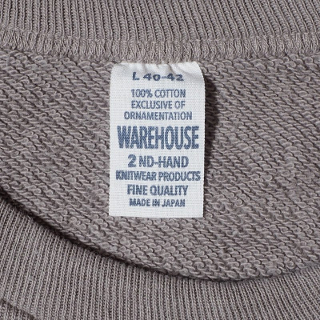 L 40-42
100% COTTON
EXCLUSIVE OF
ORNAMENTATION
WAREHOUSE
2 ND-HAND
KNITWEAR PRODUCTS
FINE QUALITY
MADE IN JAPAN